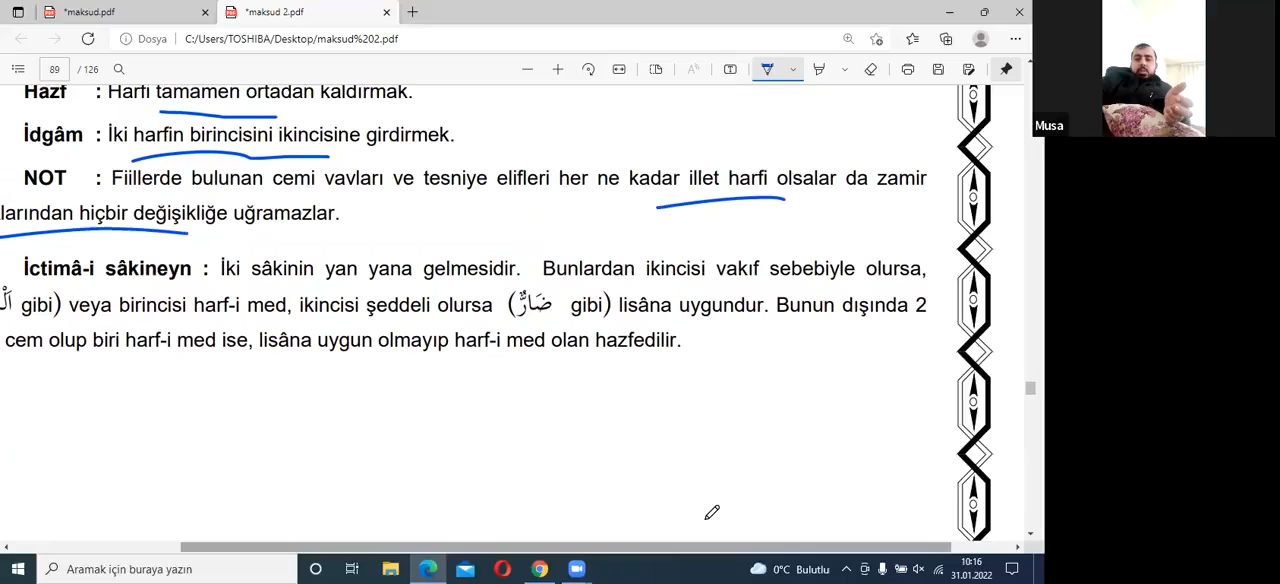 *maksud.pdf
*maksud 2.pdf
Dosya
C:/Users/TOSHIBA/Desktop/maksud%202.pdf
89 / 126
Hazf : Harfi tamamen ortadan kaldırmak.
Musa
İdgâm : İki harfin birincisini ikincisine girdirmek.
NOT : Fiillerde bulunan cemi vavları ve tesniye elifleri her ne kadar illet harfi olsalar da zamir
larından hiçbir değişikliğe uğramazlar.
İctimâ-i sâkineyn : İki sâkinin yan yana gelmesidir. Bunlardan ikincisi vakıf sebebiyle olursa,
gibi) veya birincisi harf-i med, ikincisi şeddeli olursa (ضَارٌّ gibi) lisâna uygundur. Bunun dışında 2
cem olup biri harf-i med ise, lisâna uygun olmayıp harf-i med olan hazfedilir.
Aramak için buraya yazın
0°C Bulutlu
10:16
31.01.2022